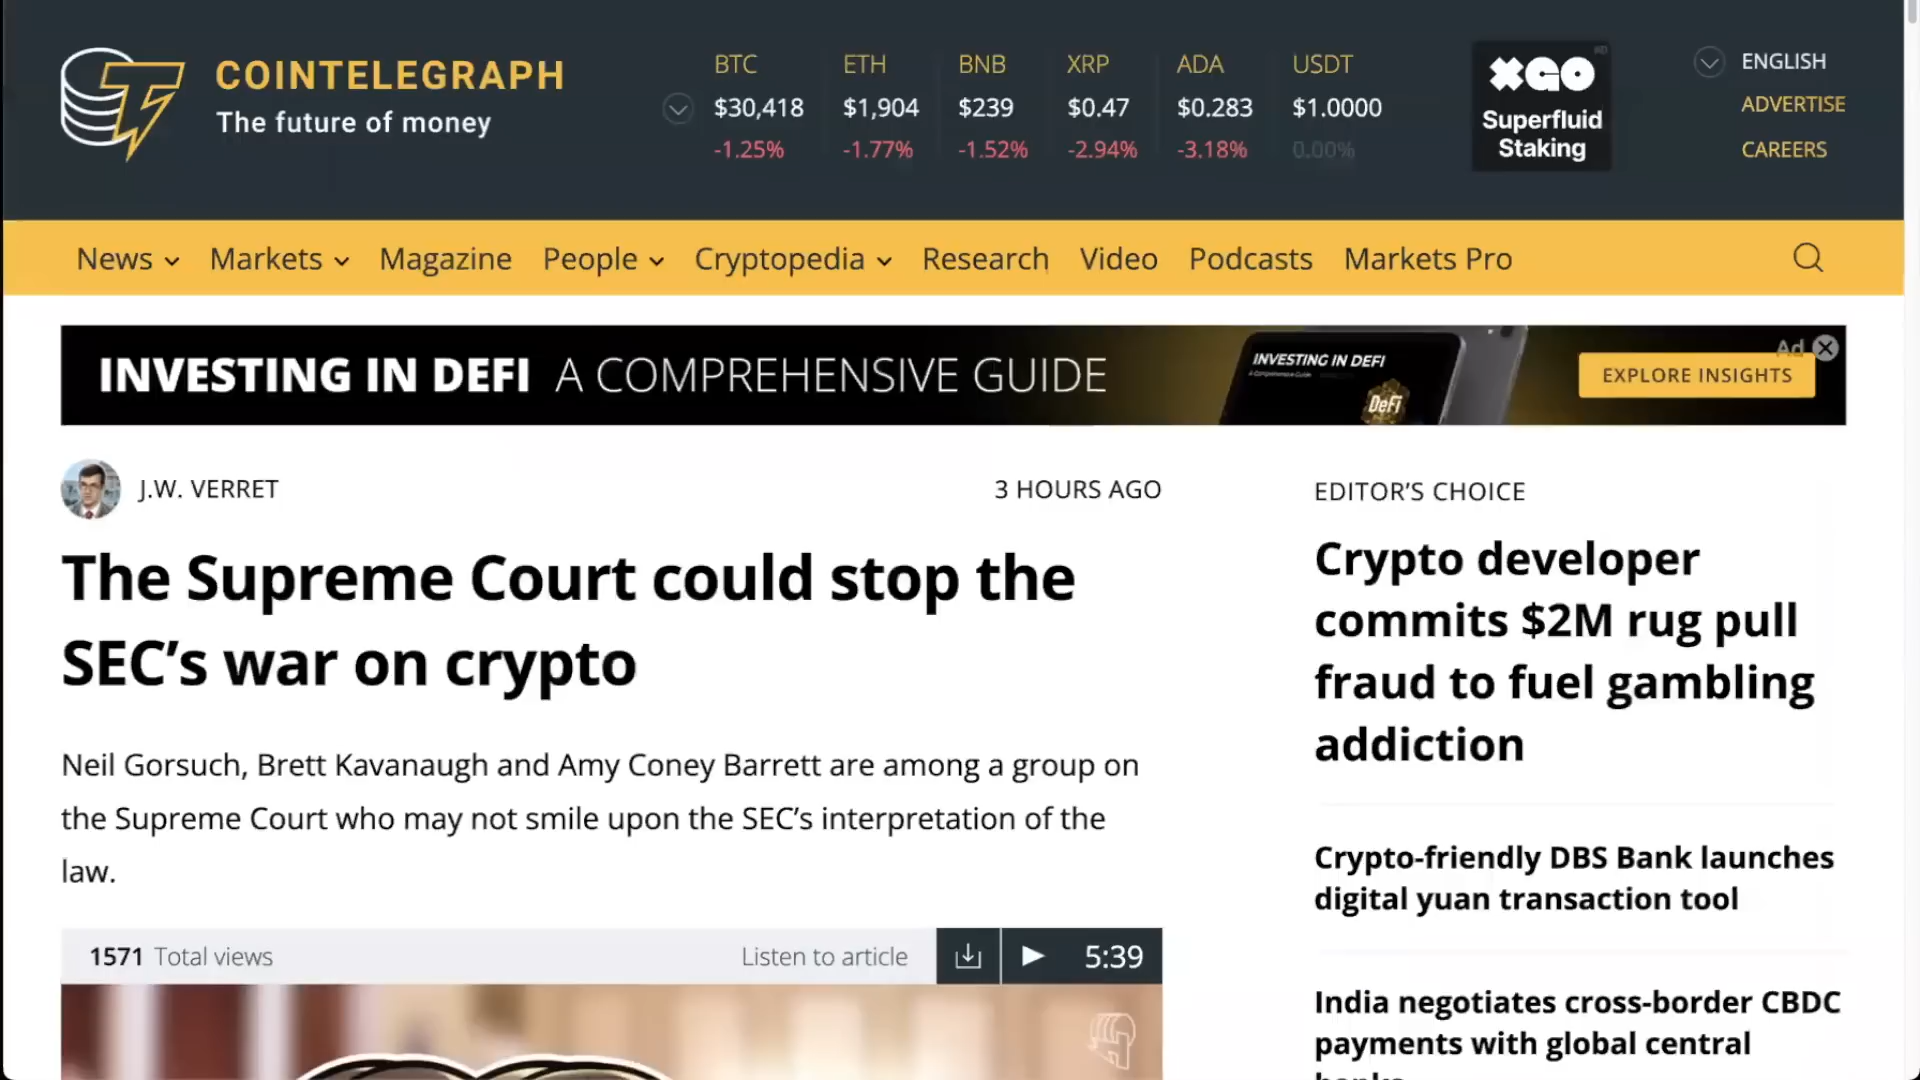 COINTELEGRAPH
The future of money
BTC ETH BNB XRP ADA USDT
$30,418 $1,904 $239 $0.47 $0.283 $1.0000
-1.25% -1.77% -1.52% -2.94% -3.18% 0.00%
AD
XGO
Superfluid
Staking
ENGLISH
ADVERTISE
CAREERS
News Markets Magazine People Cryptopedia Research Video Podcasts Markets Pro
INVESTING IN DEFI A COMPREHENSIVE GUIDE
INVESTING IN DEFI
A Comprehensive Guide
DeFi
Ad
EXPLORE INSIGHTS
J.W. VERRET
3 HOURS AGO
The Supreme Court could stop the
SEC’s war on crypto
Neil Gorsuch, Brett Kavanaugh and Amy Coney Barrett are among a group on
the Supreme Court who may not smile upon the SEC’s interpretation of the
law.
1571 Total views
Listen to article
5:39
EDITOR’S CHOICE
Crypto developer
commits $2M rug pull
fraud to fuel gambling
addiction
Crypto-friendly DBS Bank launches
digital yuan transaction tool
India negotiates cross-border CBDC
payments with global central